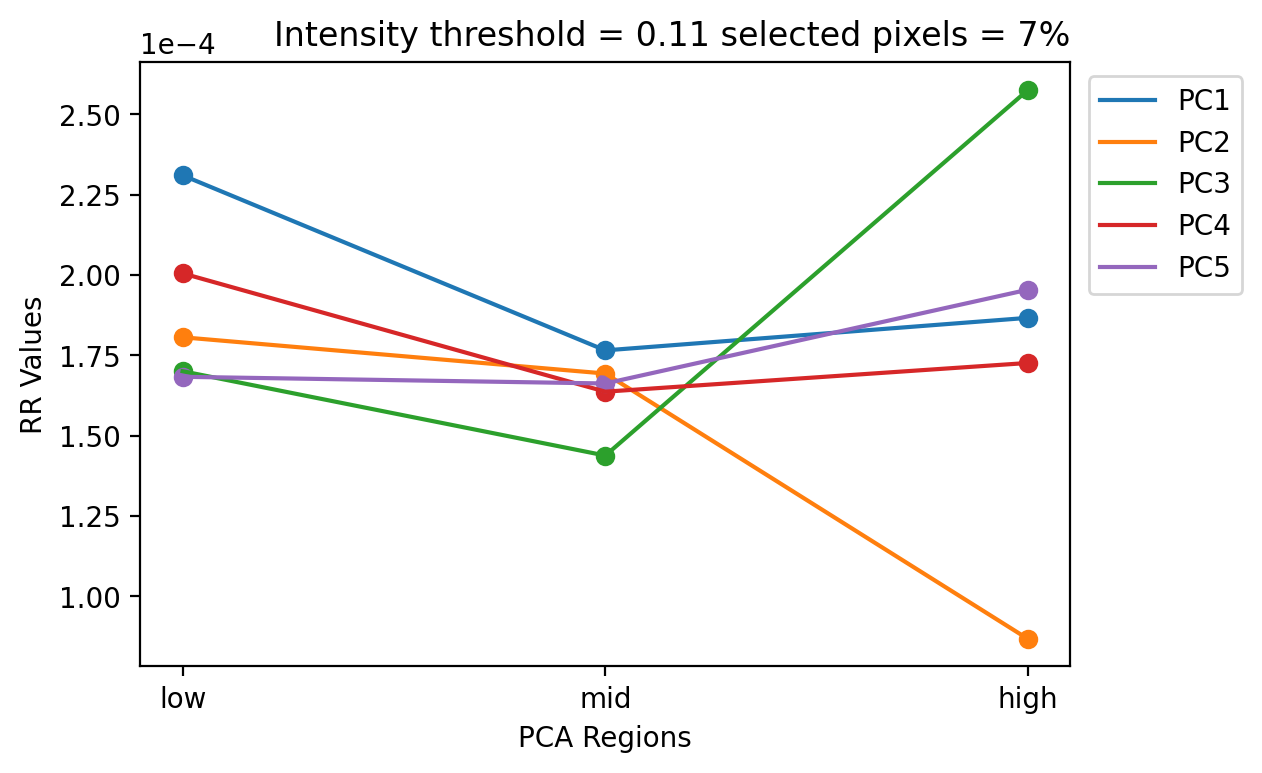 Intensity threshold = 0.11 selected pixels = 7%
1e−4
2.50
2.25
2.00
1.75
1.50
1.25
1.00
RR Values
low
mid
high
PCA Regions
PC1
PC2
PC3
PC4
PC5